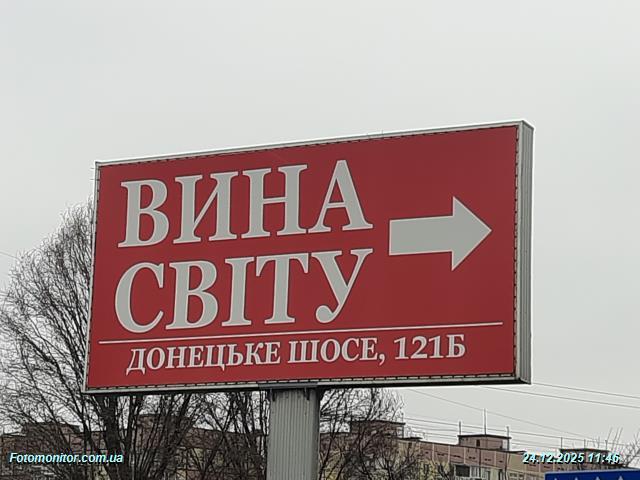 ВИНА
СВІТУ
ДОНЕЦЬКЕ ШОСЕ, 121Б
Fotomonitor.com.ua
24.12.2025 11:46